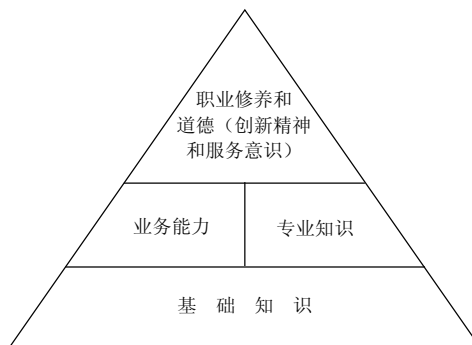 职业修养和
道德（创新精神
和服务意识）
业务能力
专业知识
基 础 知 识